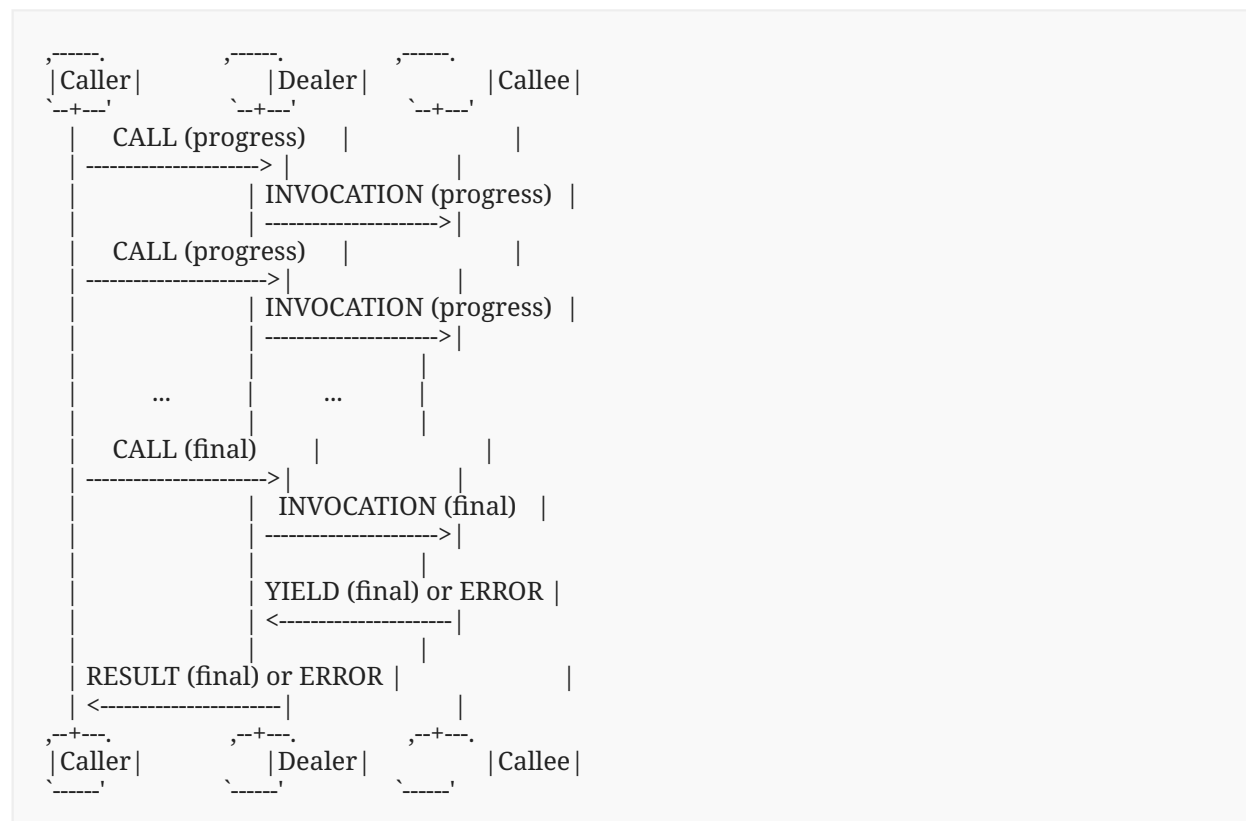 ,------.          ,------.          ,------.
|Caller|          |Dealer|          |Callee|
`--+---'          `--+---'          `--+---'
| CALL (progress) | |
| ----------------------> | |
| | INVOCATION (progress) |
| | ---------------------->|
| CALL (progress) | |
| ----------------------->| |
| | INVOCATION (progress) |
| | ---------------------->|
| | |
| ... | ... |
| | |
| CALL (final) | |
| ----------------------->| |
| | INVOCATION (final) |
| | ---------------------->|
| | |
| | YIELD (final) or ERROR |
| | <----------------------|
| | |
| RESULT (final) or ERROR | |
| <-----------------------| |
,--+---.          ,--+---.          ,--+---.
|Caller|          |Dealer|          |Callee|
`------'          `------'          `------'